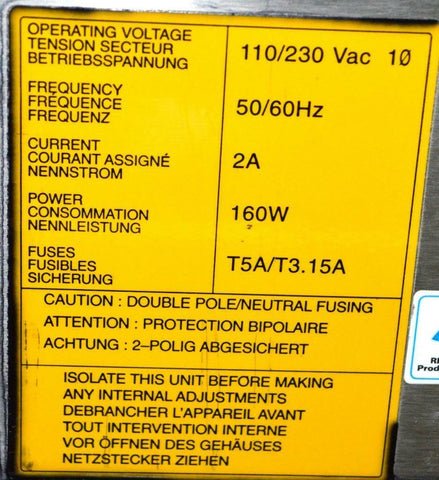 OPERATING VOLTAGE
TENSION SECTEUR
BETRIEBSSPANNUNG
110/230 Vac 1Ø
FREQUENCY
FRÉQUENCE
FREQUENZ
50/60Hz
CURRENT
COURANT ASSIGNÉ
NENNSTROM
2A
POWER
CONSOMMATION
NENNLEISTUNG
160W
FUSES
FUSIBLES
SICHERUNG
T5A/T3.15A
CAUTION : DOUBLE POLE/NEUTRAL FUSING
ATTENTION : PROTECTION BIPOLAIRE
ACHTUNG : 2–POLIG ABGESICHERT
ISOLATE THIS UNIT BEFORE MAKING
ANY INTERNAL ADJUSTMENTS
DEBRANCHER L'APPAREIL AVANT
TOUT INTERVENTION INTERNE
VOR ÖFFNEN DES GEHÄUSES
NETZSTECKER ZIEHEN